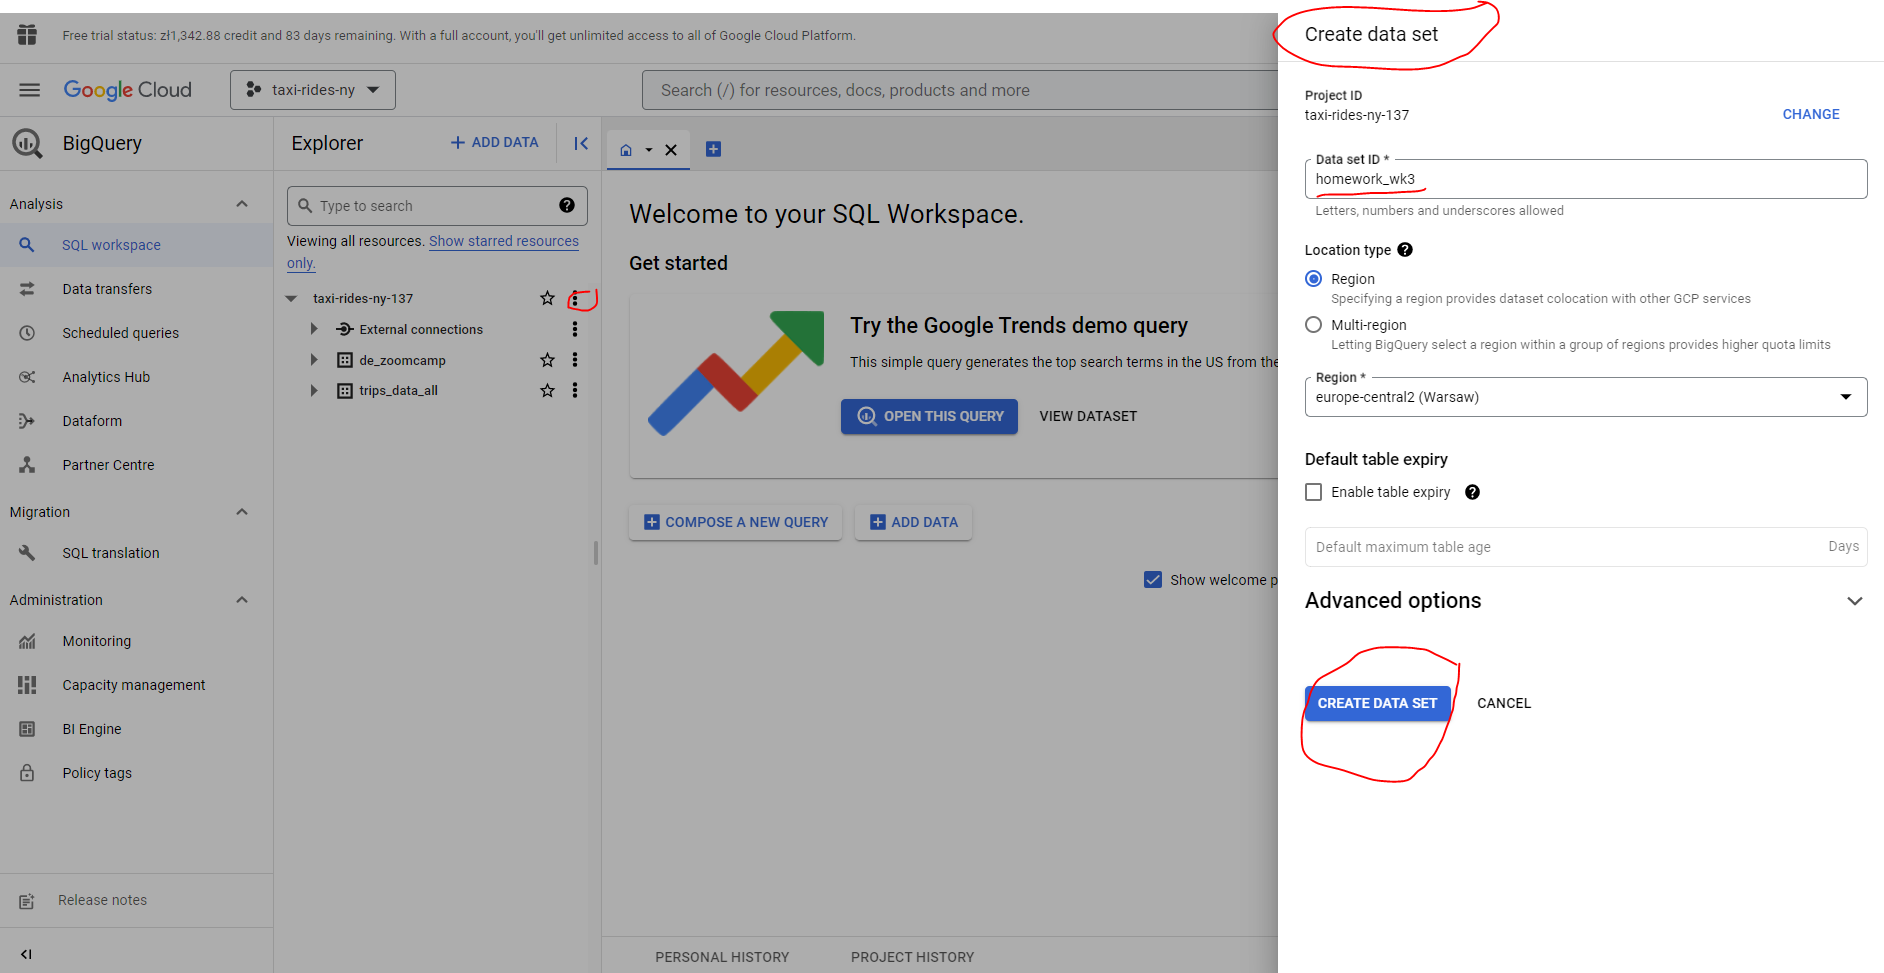 Free trial status: zł1,342.88 credit and 83 days remaining. With a full account, you'll get unlimited access to all of Google Cloud Platform.
Google Cloud
taxi-rides-ny
Search (/) for resources, docs, products and more
BigQuery
Analysis
SQL workspace
Data transfers
Scheduled queries
Analytics Hub
Dataform
Partner Centre
Migration
SQL translation
Administration
Monitoring
Capacity management
BI Engine
Policy tags
Release notes
Explorer
ADD DATA
Type to search
Viewing all resources. Show starred resources
only.
taxi-rides-ny-137
External connections
de_zoomcamp
trips_data_all
Welcome to your SQL Workspace.
Get started
Try the Google Trends demo query
This simple query generates the top search terms in the US from the
OPEN THIS QUERY
VIEW DATASET
COMPOSE A NEW QUERY
ADD DATA
Show welcome p
PERSONAL HISTORY
PROJECT HISTORY
Create data set
Project ID
taxi-rides-ny-137
CHANGE
Data set ID *
homework_wk3
Letters, numbers and underscores allowed
Location type
Region
Specifying a region provides dataset colocation with other GCP services
Multi-region
Letting BigQuery select a region within a group of regions provides higher quota limits
Region *
europe-central2 (Warsaw)
Default table expiry
Enable table expiry
Default maximum table age
Days
Advanced options
CREATE DATA SET
CANCEL